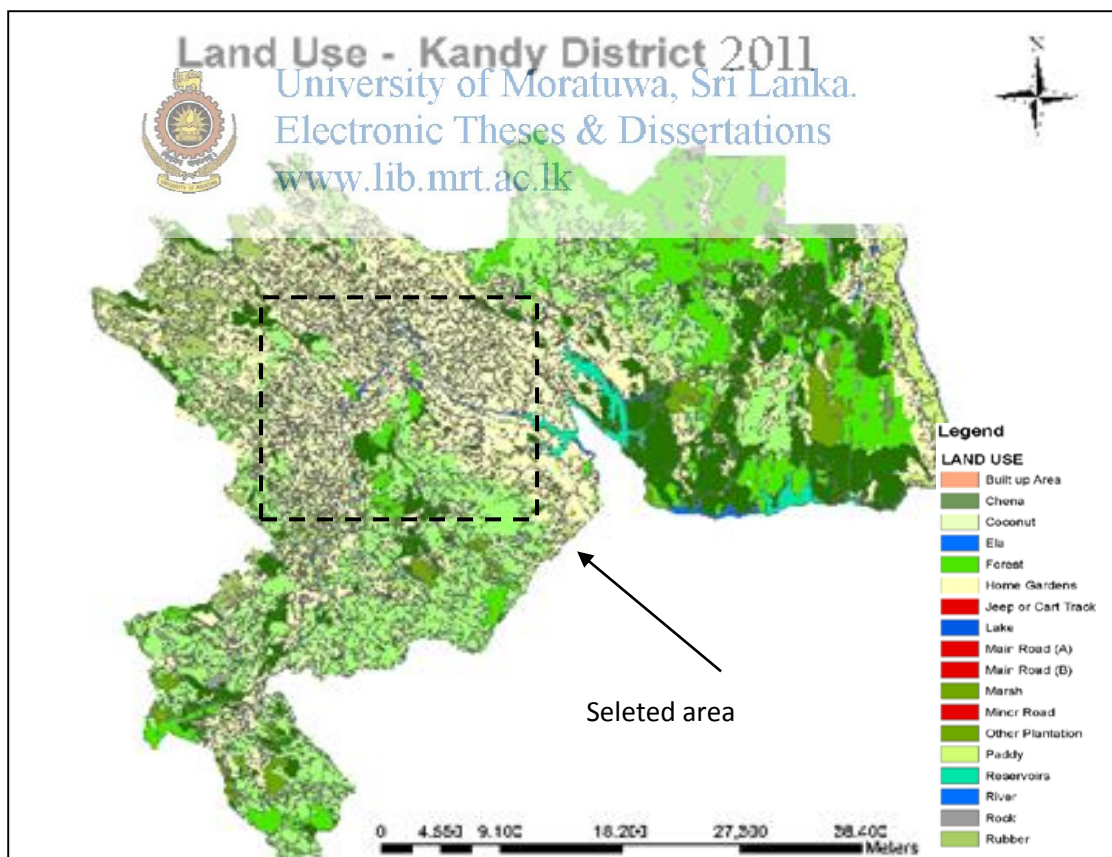 Land Use - Kandy District 2011
University of Moratuwa, Sri Lanka.
Electronic Theses & Dissertations
www.lib.mrt.ac.lk
N
Legend
LAND USE
Built up Area
Chena
Coconut
Ela
Forest
Home Gardens
Jeep or Cart Track
Lake
Main Road (A)
Main Road (B)
Marsh
Minor Road
Other Plantation
Paddy
Reservoirs
River
Rock
Rubber
Seleted area
0 4,550 9,100 18,200 27,300 36,400
Meters